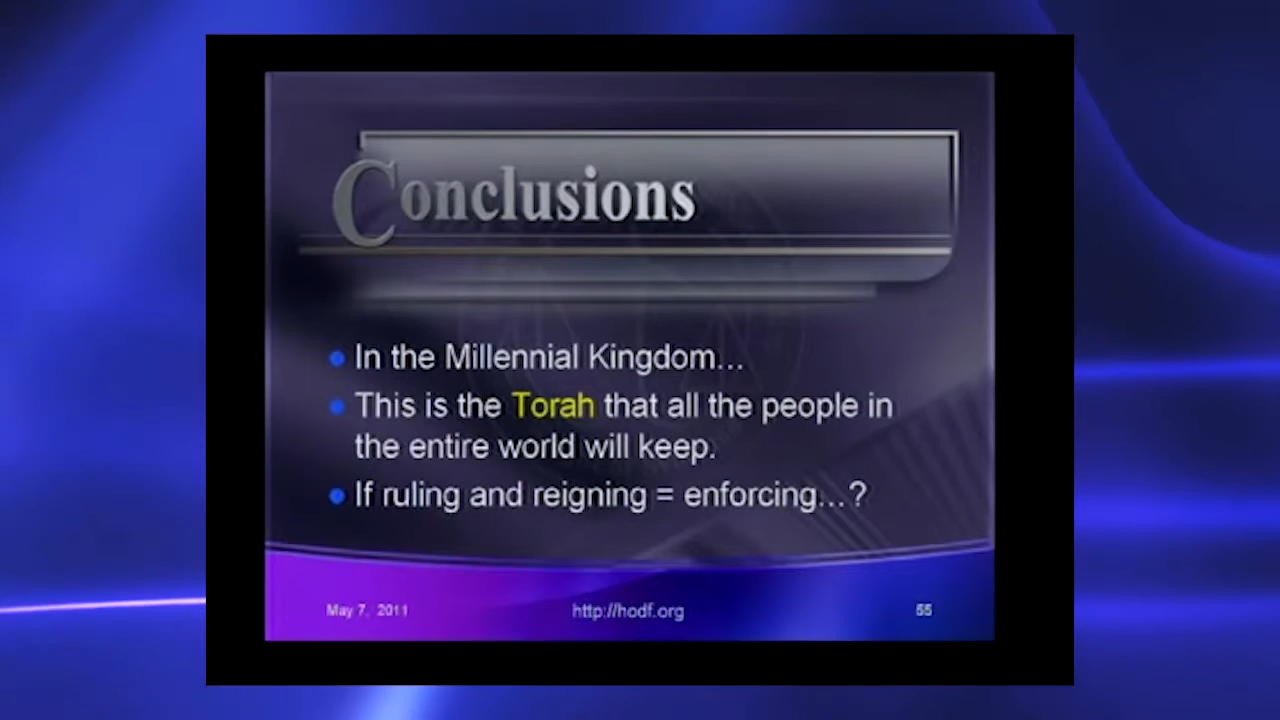 Conclusions
In the Millennial Kingdom...
This is the Torah that all the people in
the entire world will keep.
If ruling and reigning = enforcing...?
May 7, 2011 http://hodf.org 55